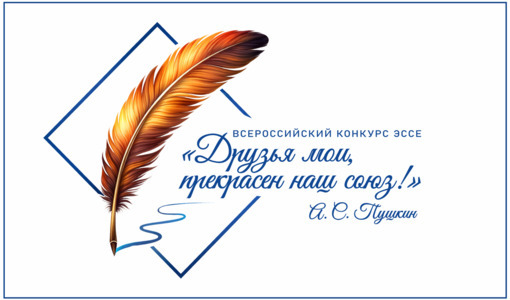 ВСЕРОССИЙСКИЙ КОНКУРС ЭССЕ
«Друзья мои,
прекрасен наш союз!»
А. С. Пушкин